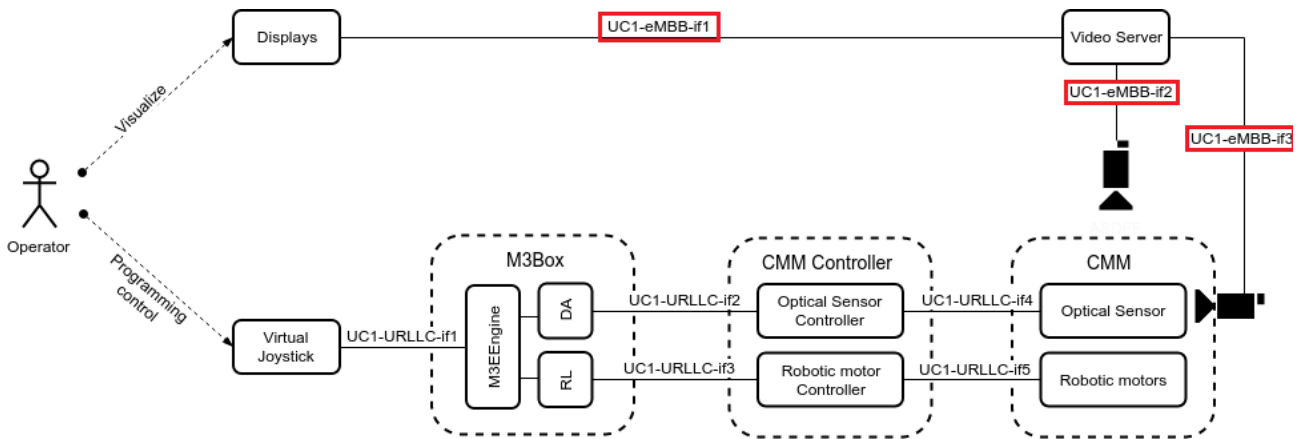 UC1-eMBB-if1
Displays
Video Server
UC1-eMBB-if2
Visualize
UC1-eMBB-if3
Operator
Programming
control
M3Box
CMM Controller
CMM
M3EEngine
DA
UC1-URLLC-if2
Optical Sensor
Controller
UC1-URLLC-if4
Optical Sensor
Virtual
Joystick
UC1-URLLC-if1
RL
UC1-URLLC-if3
Robotic motor
Controller
UC1-URLLC-if5
Robotic motors